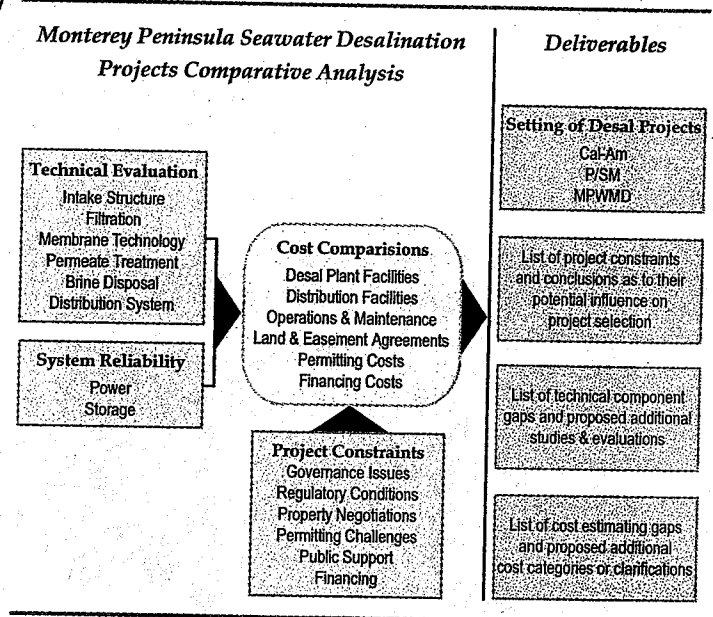 Monterey Peninsula Seawater Desalination
Projects Comparative Analysis
Technical Evaluation
Intake Structure
Filtration
Membrane Technology
Permeate Treatment
Brine Disposal
Distribution System
System Reliability
Power
Storage
Cost Comparisions
Desal Plant Facilities
Distribution Facilities
Operations & Maintenance
Land & Easement Agreements
Permitting Costs
Financing Costs
Project Constraints
Governance Issues
Regulatory Conditions
Property Negotiations
Permitting Challenges
Public Support
Financing
Deliverables
Setting of Desal Projects
Cal-Am
P/SM
MPWMD
List of project constraints
and conclusions as to their
potential influence on
project selection
List of technical component
gaps and proposed additional
studies & evaluations
List of cost estimating gaps
and proposed additional
cost categories or clarifications